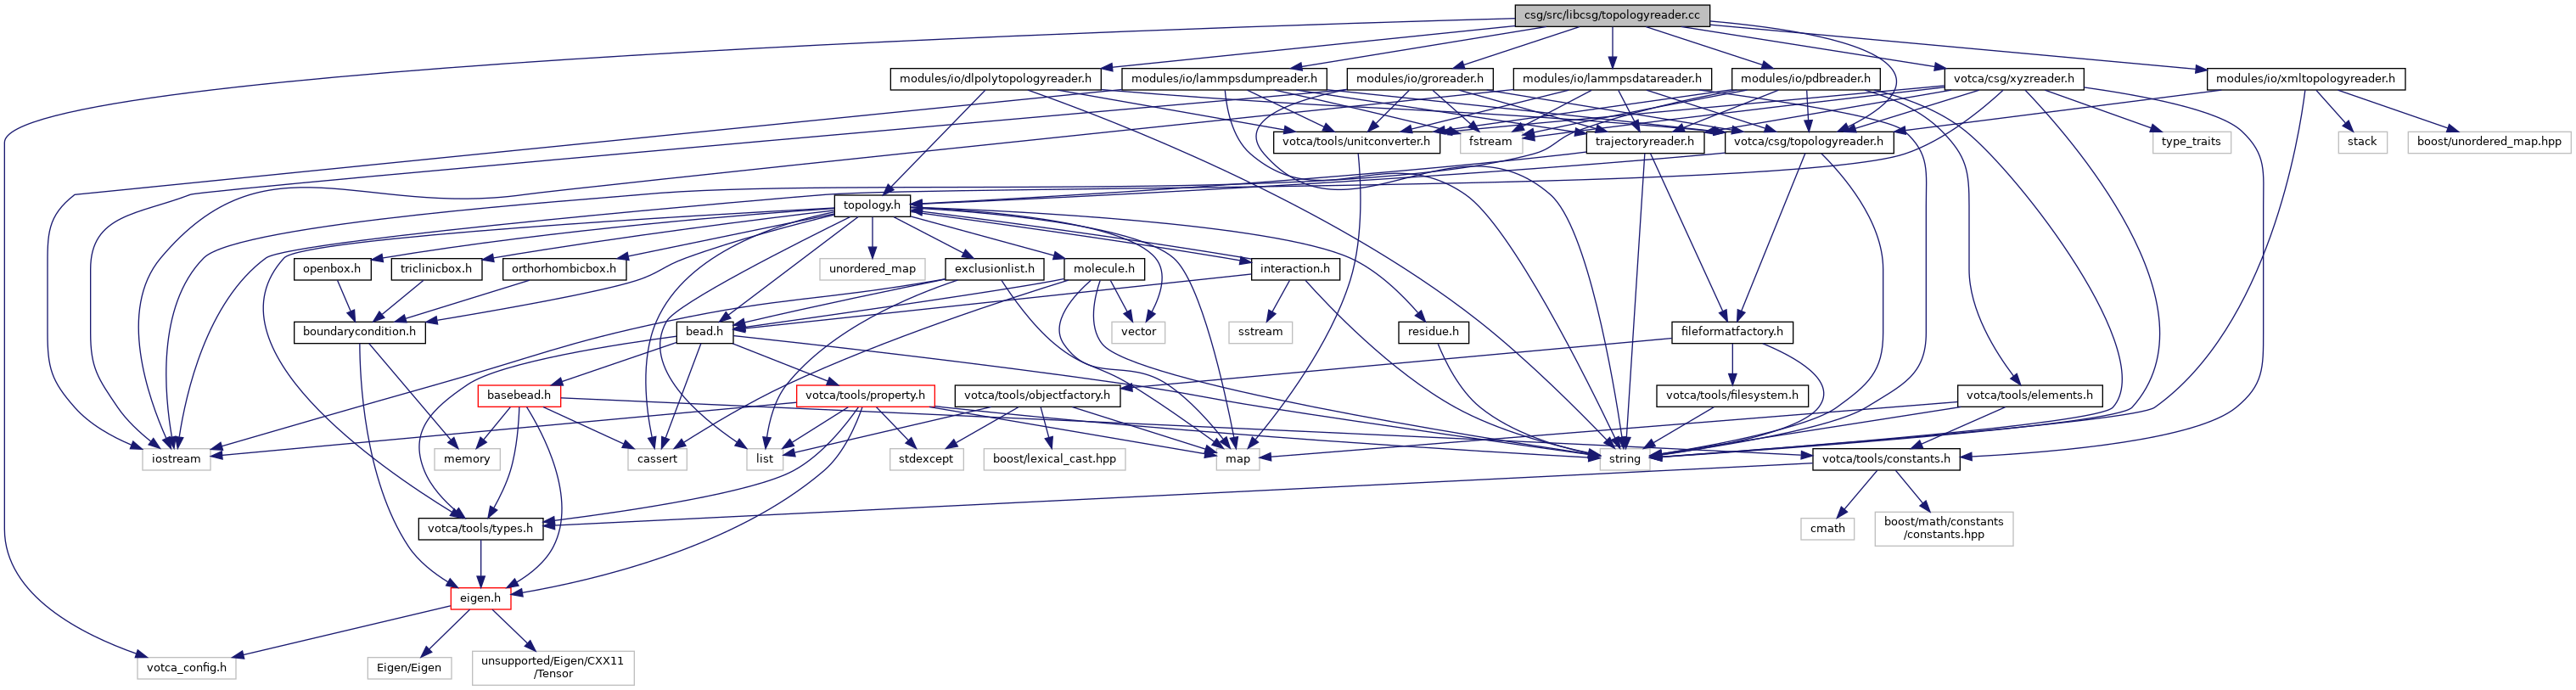 csg/src/libcsg/topologyreader.cc
modules/io/dlpolytopologyreader.h
modules/io/lammpsdumpreader.h
modules/io/groreader.h
modules/io/lammpsdatareader.h
modules/io/pdbreader.h
votca/csg/xyzreader.h
modules/io/xmltopologyreader.h
votca/tools/unitconverter.h
fstream
trajectoryreader.h
votca/csg/topologyreader.h
type_traits
stack
boost/unordered_map.hpp
topology.h
openbox.h
triclinicbox.h
orthorhombicbox.h
unordered_map
exclusionlist.h
molecule.h
interaction.h
boundarycondition.h
bead.h
vector
sstream
residue.h
fileformatfactory.h
basebead.h
votca/tools/property.h
votca/tools/objectfactory.h
votca/tools/filesystem.h
votca/tools/elements.h
iostream
memory
cassert
list
stdexcept
boost/lexical_cast.hpp
map
string
votca/tools/constants.h
votca/tools/types.h
cmath
boost/math/constants
/constants.hpp
eigen.h
votca_config.h
Eigen/Eigen
unsupported/Eigen/CXX11
/Tensor